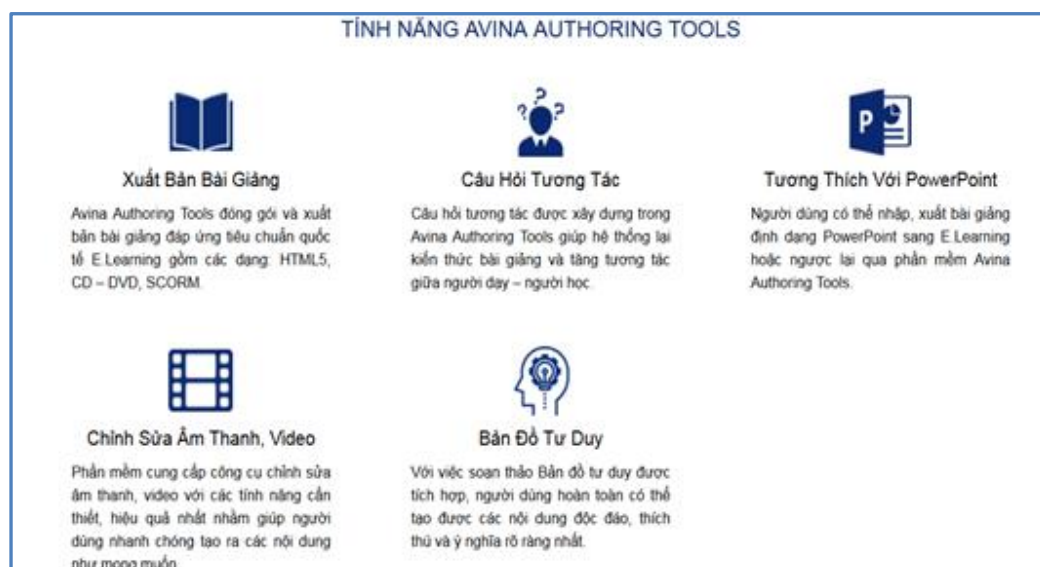 TÍNH NĂNG AVINA AUTHORING TOOLS
Xuất Bản Bài Giảng
Avina Authoring Tools đóng gói và xuất
bản bài giảng đáp ứng tiêu chuẩn quốc
tế E.Learning gồm các dạng: HTML5,
CD – DVD, SCORM.
Câu Hỏi Tương Tác
Câu hỏi tương tác được xây dựng trong
Avina Authoring Tools giúp hệ thống lại
kiến thức bài giảng và tăng tương tác
giữa người dạy – người học.
P
Tương Thích Với PowerPoint
Người dùng có thể nhập, xuất bài giảng
định dạng PowerPoint sang E.Learning
hoặc ngược lại qua phần mềm Avina
Authoring Tools.
Chỉnh Sửa Âm Thanh, Video
Phần mềm cung cấp công cụ chỉnh sửa
âm thanh, video với các tính năng cần
thiết, hiệu quả nhất nhằm giúp người
dùng nhanh chóng tạo ra các nội dung
như mong muốn.
Bản Đồ Tư Duy
Với việc soạn thảo Bản đồ tư duy được
tích hợp, người dùng hoàn toàn có thể
tạo được các nội dung độc đáo, thích
thú và ý nghĩa rõ ràng nhất.